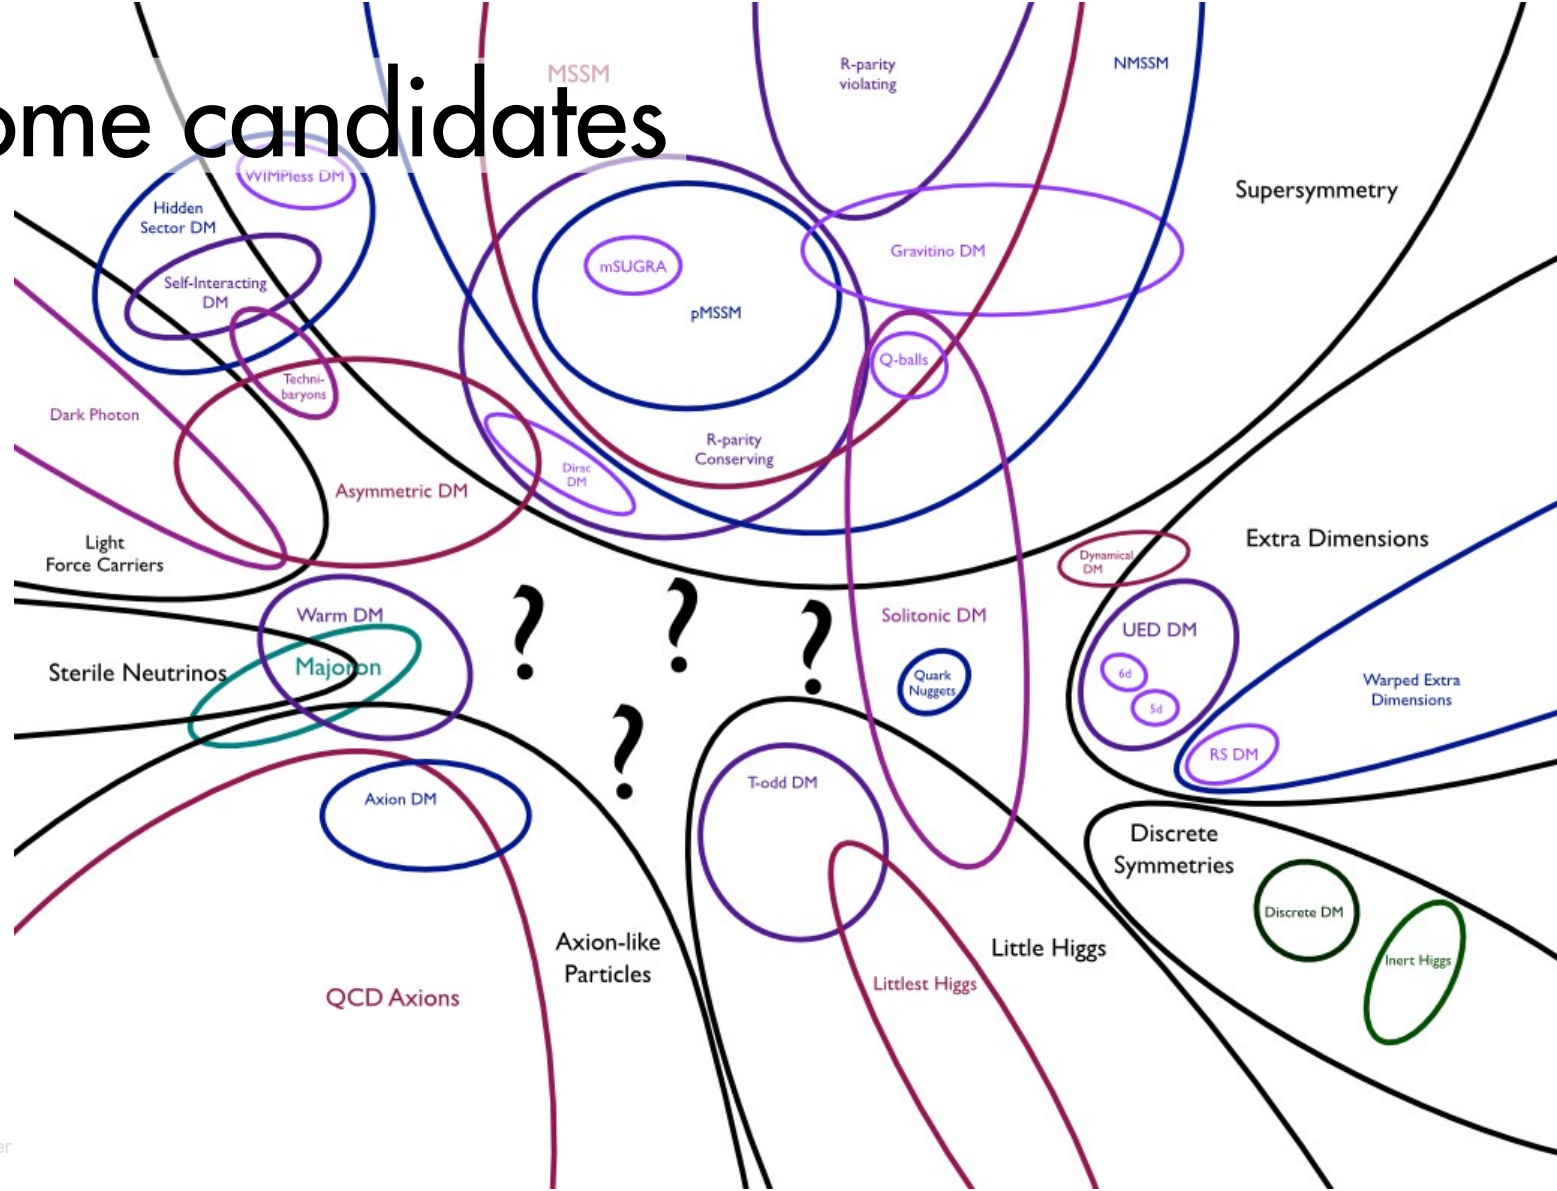 ome candidates
MSSM
R-parity
violating
NMSSM
WIMPless DM
Hidden
Sector DM
Supersymmetry
Gravitino DM
mSUGRA
Self-Interacting
DM
pMSSM
Q-balls
Techni-
baryons
Dark Photon
R-parity
Conserving
Dirac
DM
Asymmetric DM
Light
Force Carriers
Extra Dimensions
Dynamical
DM
? ? ?
Warm DM
Solitonic DM
UED DM
Sterile Neutrinos
Majoron
6d
Quark
Nuggets
Warped Extra
Dimensions
5d
?
RS DM
T-odd DM
Axion DM
Discrete
Symmetries
Discrete DM
Axion-like
Particles
Little Higgs
Inert Higgs
Littlest Higgs
QCD Axions
er